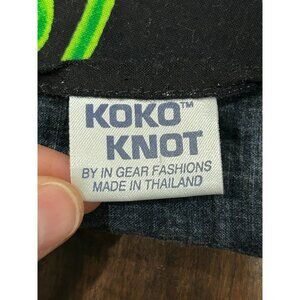 KOKO™
KNOT
BY IN GEAR FASHIONS
MADE IN THAILAND